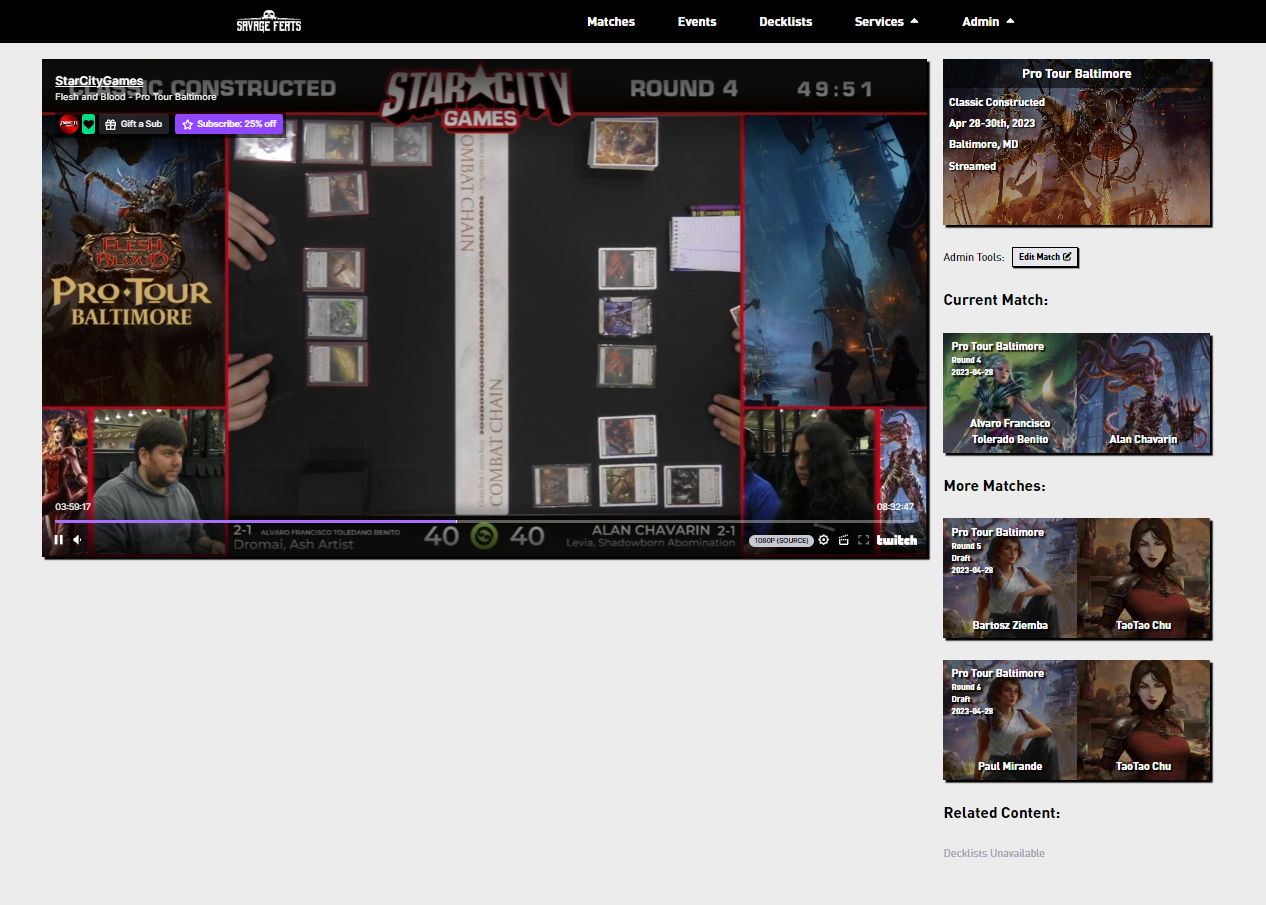 SAVAGE FEATS
Matches
Events
Decklists
Services
Admin
StarCityGames
Flesh and Blood - Pro Tour Baltimore
CLASSIC CONSTRUCTED
STAR CITY
GAMES
ROUND 4
49:51
Gift a Sub
Subscribe: 25% off
COMBAT CHAIN
FLESH AND BLOOD
PRO TOUR
BALTIMORE
COMBAT CHAIN
03:59:17
08:32:47
2-1 ALVARO FRANCISCO TOLEDANO BENITO
Dromai, Ash Artist
40
40
ALAN CHAVARIN 2-1
Levia, Shadowborn Abomination
1080P (SOURCE)
twitch
Pro Tour Baltimore
Classic Constructed
Apr 28-30th, 2023
Baltimore, MD
Streamed
Admin Tools:
Edit Match
Current Match:
Pro Tour Baltimore
Round 4
2023-04-28
Alvaro Francisco
Tolerado Benito
Alan Chavarin
More Matches:
Pro Tour Baltimore
Round 5
Draft
2023-04-28
Bartosz Ziemba
TaoTao Chu
Pro Tour Baltimore
Round 6
Draft
2023-04-28
Paul Mirande
TaoTao Chu
Related Content:
Decklists Unavailable